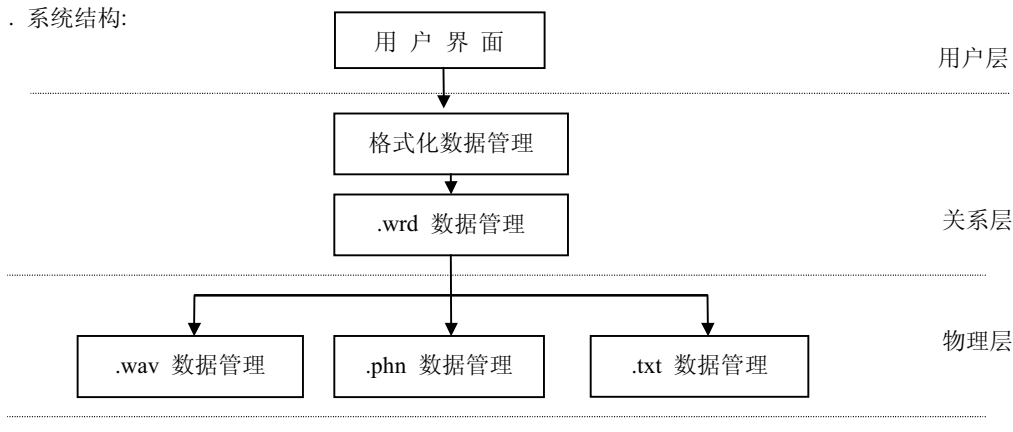 . 系统结构:
用 户 界 面
用户层
格式化数据管理
.wrd 数据管理
关系层
.wav 数据管理
.phn 数据管理
.txt 数据管理
物理层